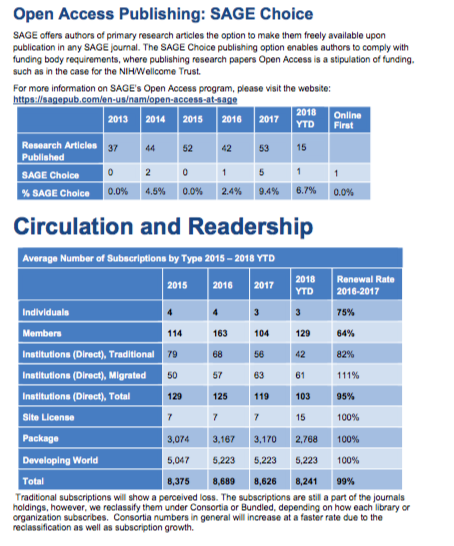 Open Access Publishing: SAGE Choice
SAGE offers authors of primary research articles the option to make them freely available upon
publication in any SAGE journal. The SAGE Choice publishing option enables authors to comply with
funding body requirements, where publishing research papers Open Access is a stipulation of funding,
such as in the case for the NIH/Wellcome Trust.
For more information on SAGE's Open Access program, please visit the website:
https://sagepub.com/en-us/nam/open-access-at-sage
2013 2014 2015 2016 2017 2018 YTD Online First
Research Articles Published 37 44 52 42 53 15
SAGE Choice 0 2 0 1 5 1 1
% SAGE Choice 0.0% 4.5% 0.0% 2.4% 9.4% 6.7% 0.0%
Circulation and Readership
Average Number of Subscriptions by Type 2015 – 2018 YTD
2015 2016 2017 2018 YTD Renewal Rate 2016-2017
Individuals 4 4 3 3 75%
Members 114 163 104 129 64%
Institutions (Direct), Traditional 79 68 56 42 82%
Institutions (Direct), Migrated 50 57 63 61 111%
Institutions (Direct), Total 129 125 119 103 95%
Site License 7 7 7 15 100%
Package 3,074 3,167 3,170 2,768 100%
Developing World 5,047 5,223 5,223 5,223 100%
Total 8,375 8,689 8,626 8,241 99%
Traditional subscriptions will show a perceived loss. The subscriptions are still a part of the journals
holdings, however, we reclassify them under Consortia or Bundled, depending on how each library or
organization subscribes. Consortia numbers in general will increase at a faster rate due to the
reclassification as well as subscription growth.